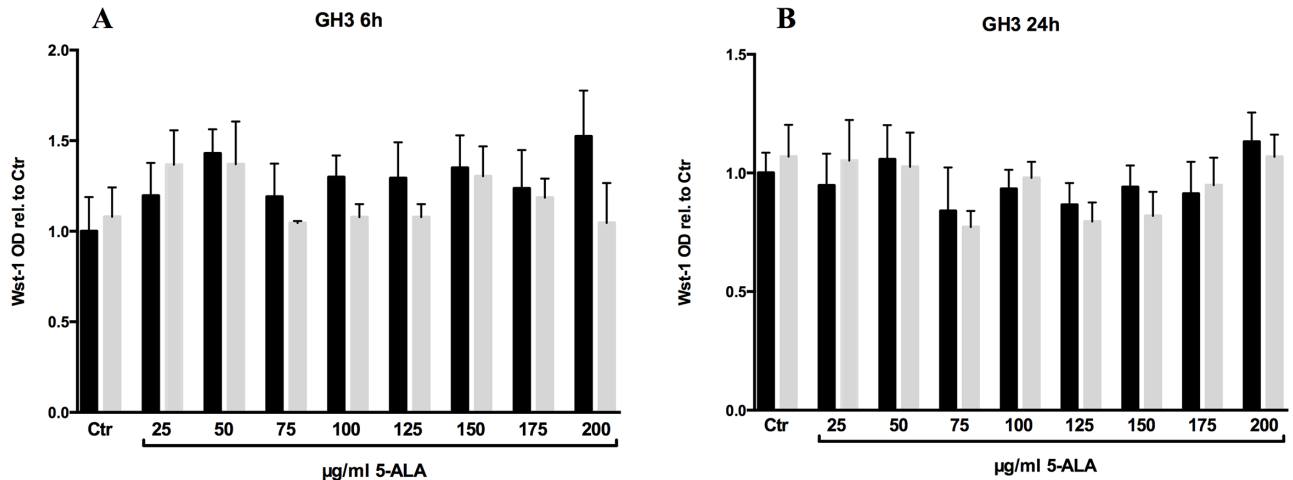 A
GH3 6h
Wst-1 OD rel. to Ctr
2.0
1.5
1.0
0.5
0.0
Ctr 25 50 75 100 125 150 175 200
µg/ml 5-ALA
B
GH3 24h
Wst-1 OD rel. to Ctr
1.5
1.0
0.5
0.0
Ctr 25 50 75 100 125 150 175 200
µg/ml 5-ALA